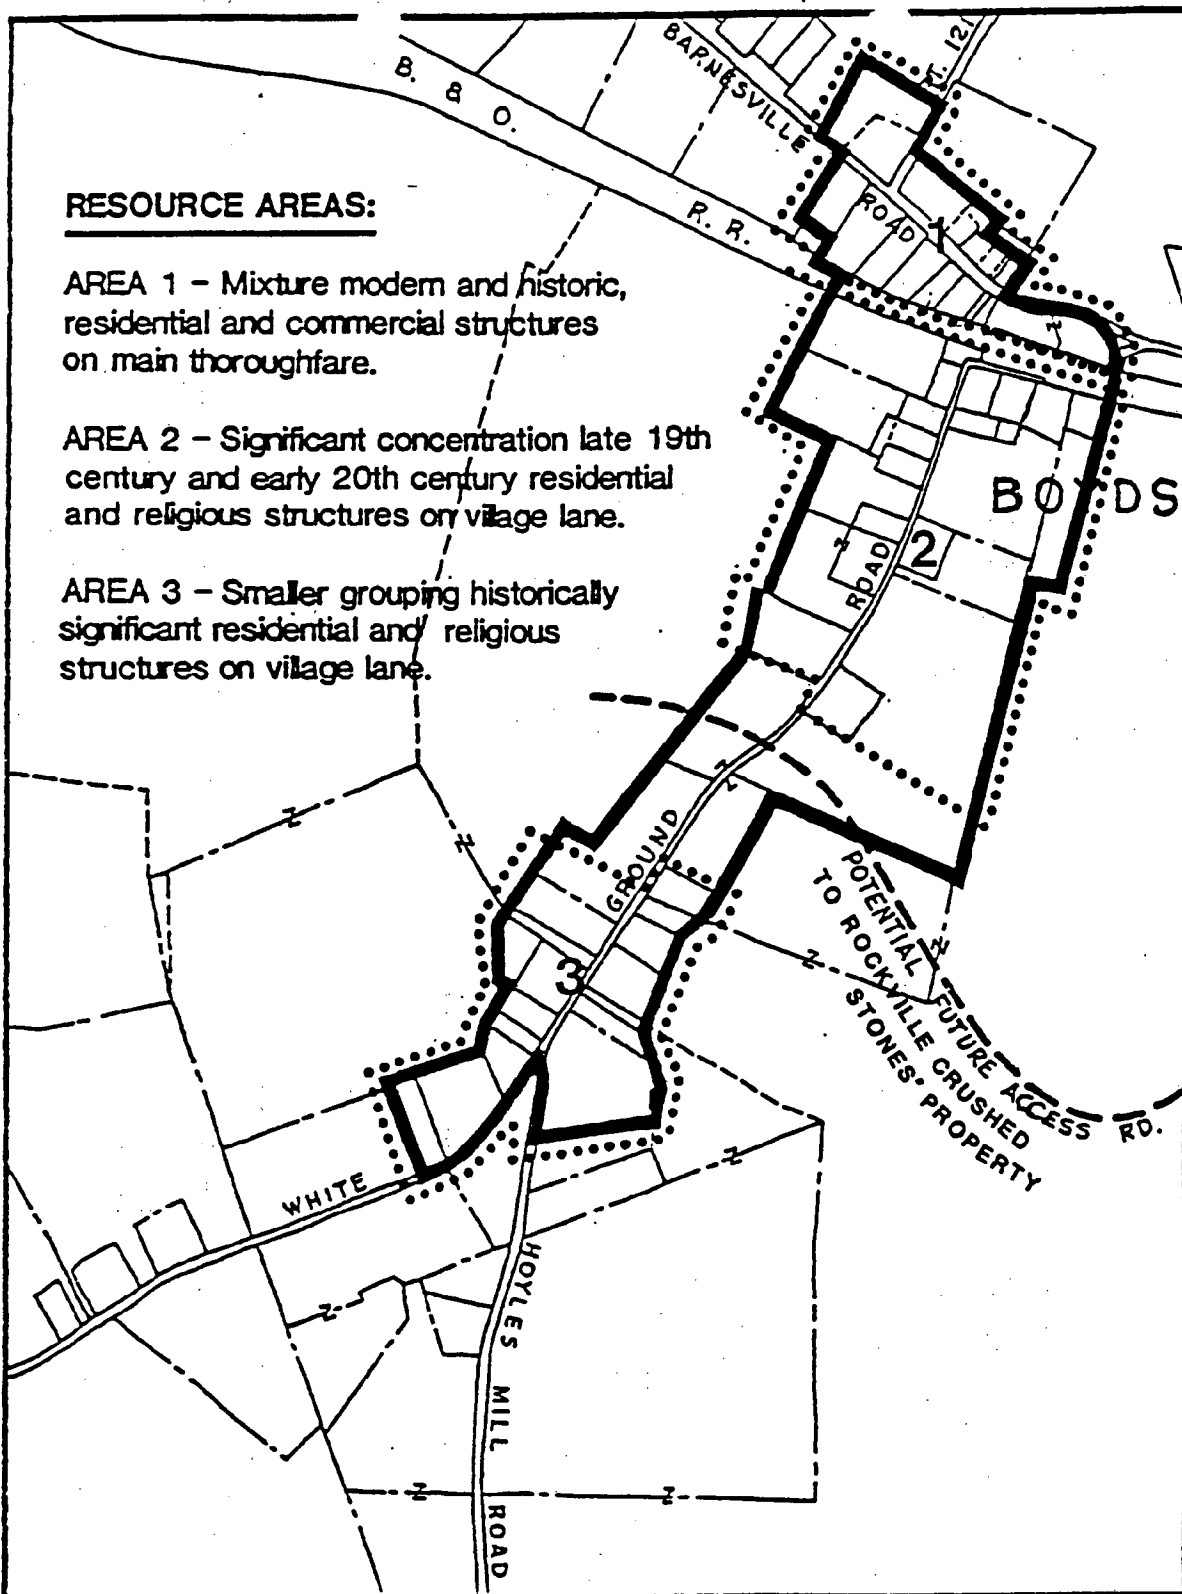 BARNESVILLE
RT. 121
B. & O.
R. R.
ROAD
1
RESOURCE AREAS:
AREA 1 - Mixture modern and historic,
residential and commercial structures
on main thoroughfare.
AREA 2 - Significant concentration late 19th
century and early 20th century residential
and religious structures on village lane.
AREA 3 - Smaller grouping historically
significant residential and religious
structures on village lane.
BOYDS
2
ROAD
GROUND
3
WHITE
POTENTIAL FUTURE ACCESS RD.
TO ROCKVILLE CRUSHED
STONES' PROPERTY
HOYLES MILL ROAD